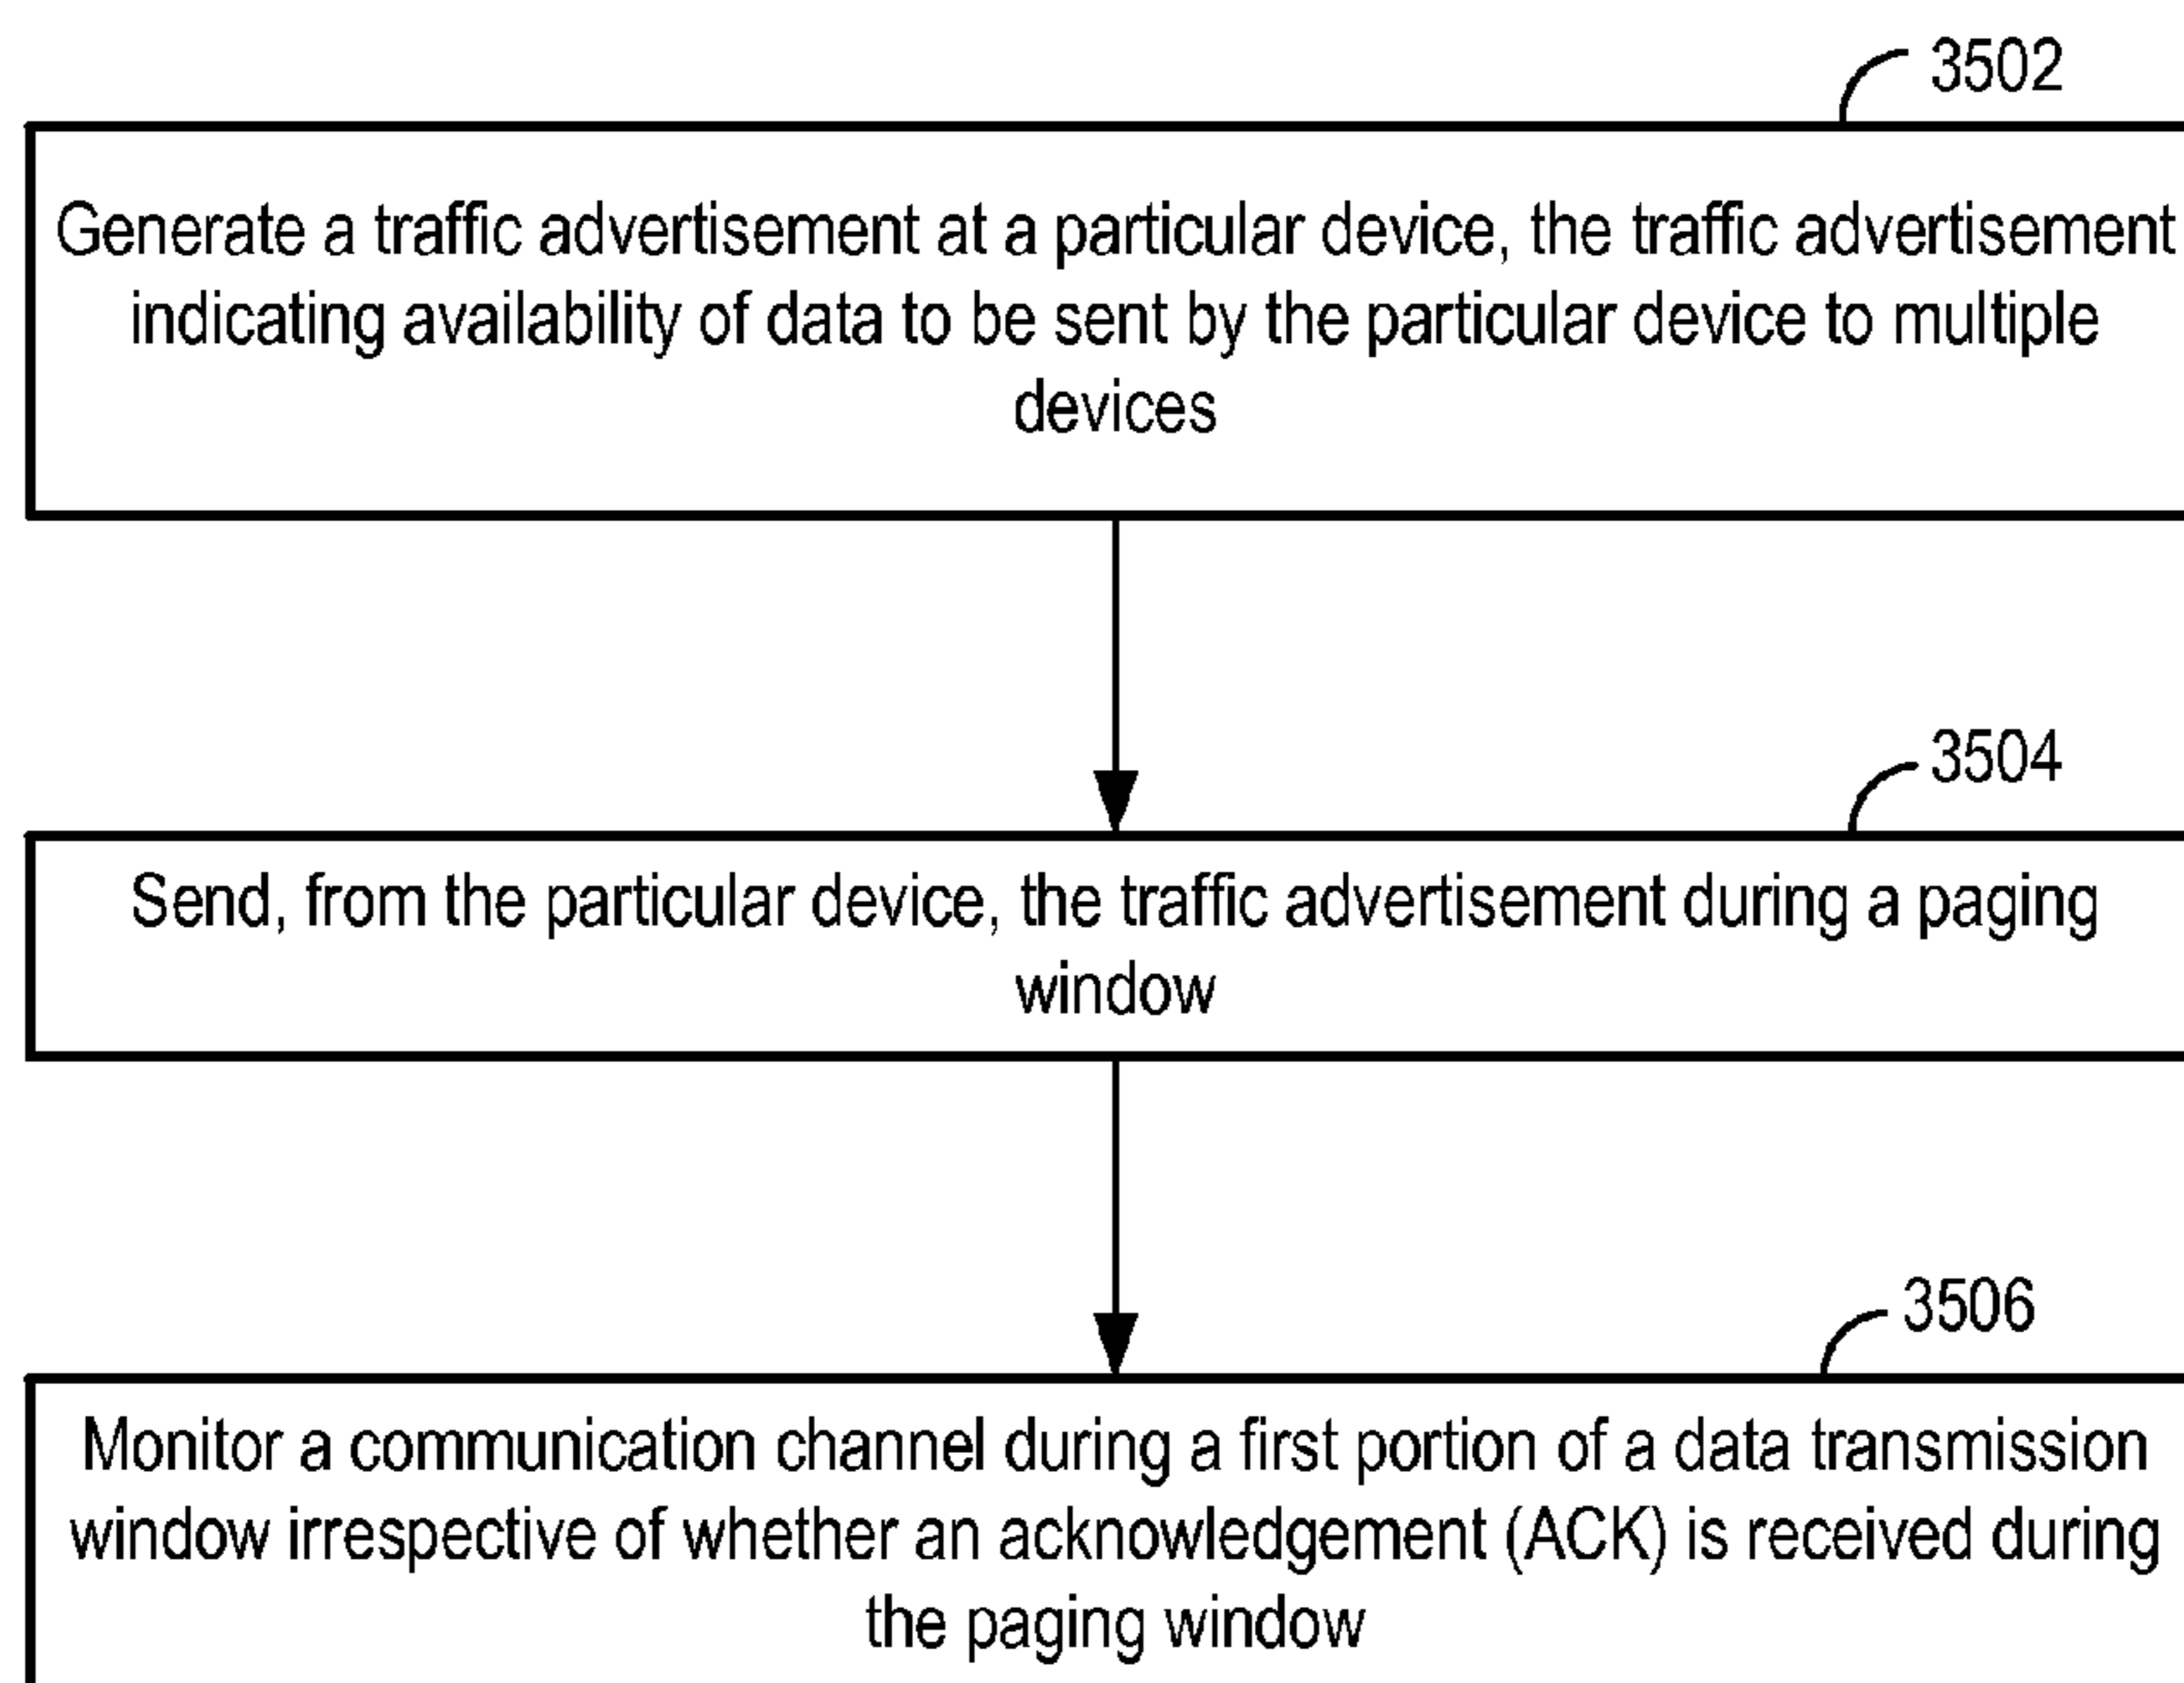 3502
Generate a traffic advertisement at a particular device, the traffic advertisement
indicating availability of data to be sent by the particular device to multiple
devices
3504
Send, from the particular device, the traffic advertisement during a paging
window
3506
Monitor a communication channel during a first portion of a data transmission
window irrespective of whether an acknowledgement (ACK) is received during
the paging window